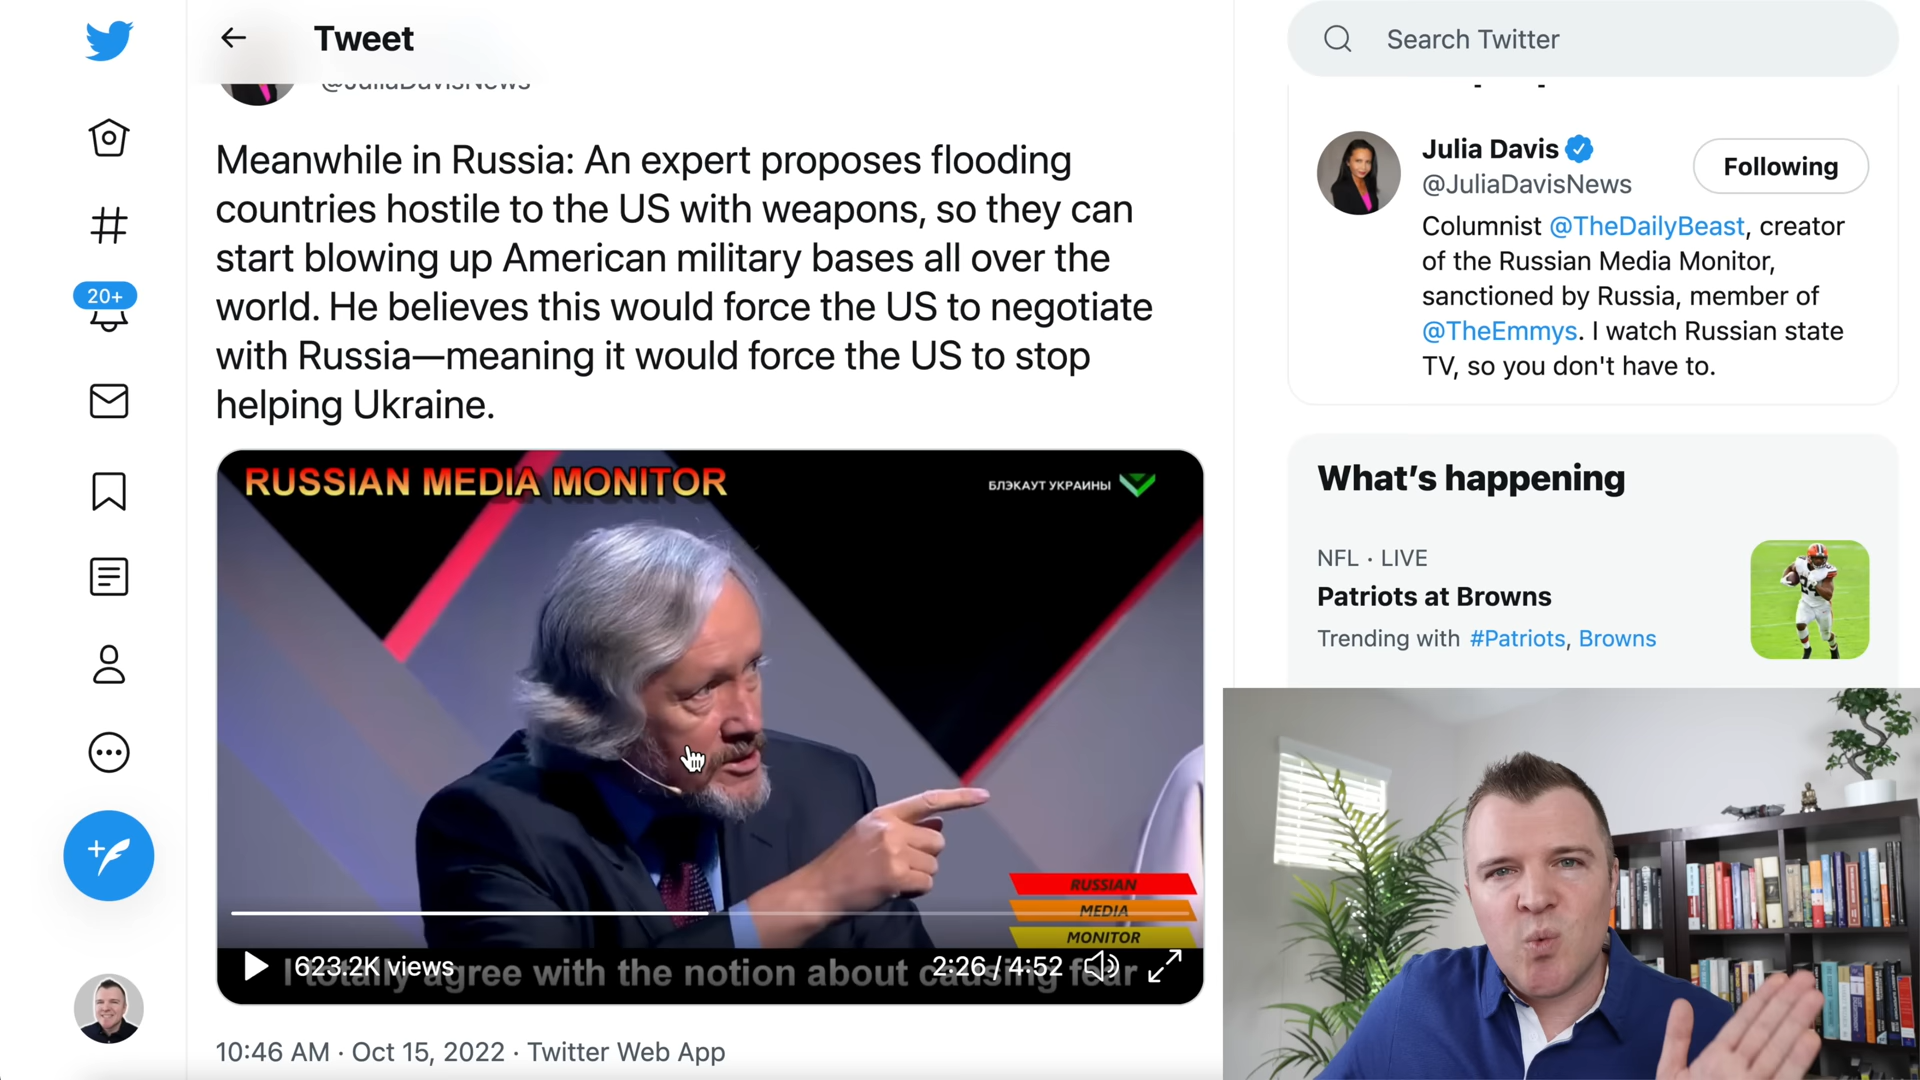 Tweet
@JuliaDavisNews
Meanwhile in Russia: An expert proposes flooding
countries hostile to the US with weapons, so they can
start blowing up American military bases all over the
world. He believes this would force the US to negotiate
with Russia—meaning it would force the US to stop
helping Ukraine.
RUSSIAN MEDIA MONITOR
БЛЭКАУТ УКРАИНЫ
RUSSIAN
MEDIA
MONITOR
I totally agree with the notion about causing fear
623.2K views
2:26 / 4:52
10:46 AM · Oct 15, 2022 · Twitter Web App
20+
Search Twitter
Julia Davis
@JuliaDavisNews
Following
Columnist @TheDailyBeast, creator
of the Russian Media Monitor,
sanctioned by Russia, member of
@TheEmmys. I watch Russian state
TV, so you don't have to.
What's happening
NFL · LIVE
Patriots at Browns
Trending with #Patriots, Browns